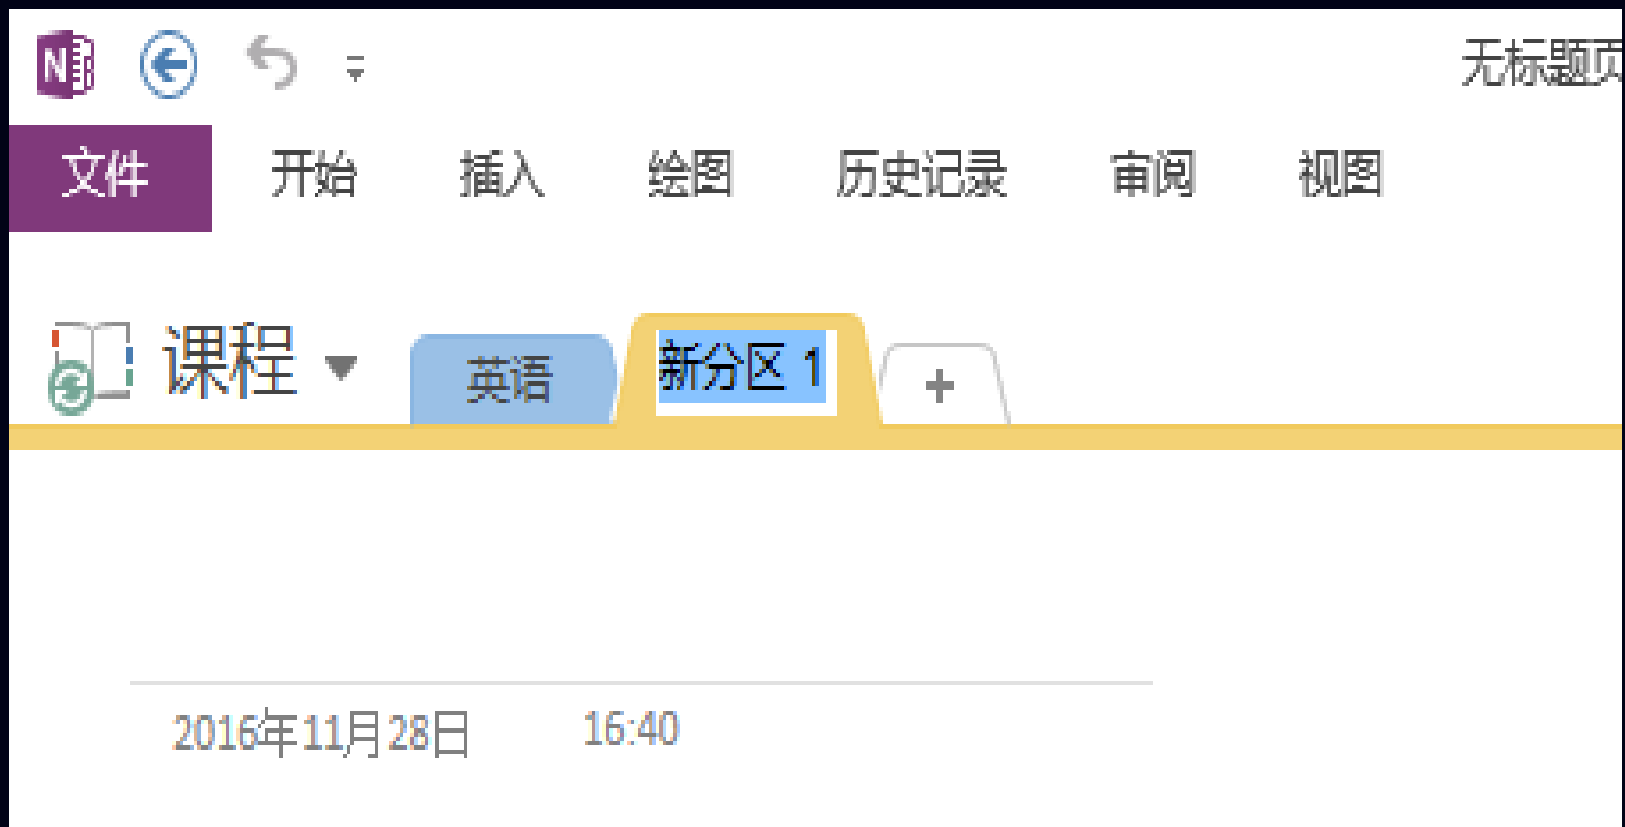 无标题页
文件 开始 插入 绘图 历史记录 审阅 视图
课程 英语 新分区 1 +
2016年11月28日 16:40